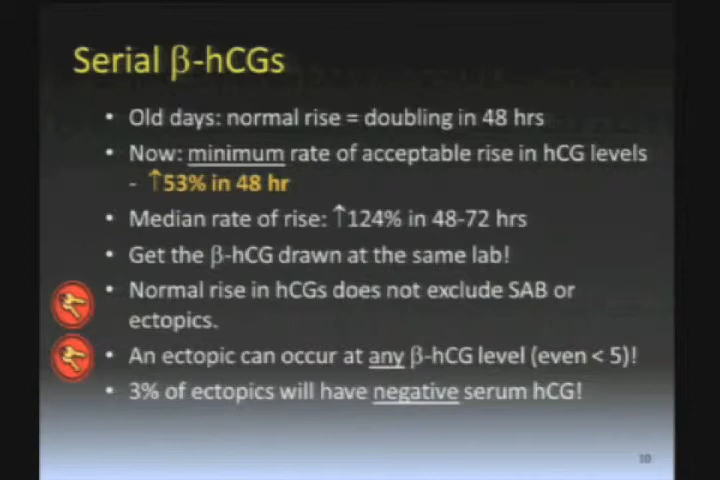 Serial β-hCGs
• Old days: normal rise = doubling in 48 hrs
• Now: minimum rate of acceptable rise in hCG levels
- ↑53% in 48 hr
• Median rate of rise: ↑124% in 48-72 hrs
• Get the β-hCG drawn at the same lab!
• Normal rise in hCGs does not exclude SAB or
ectopics.
• An ectopic can occur at any β-hCG level (even < 5)!
• 3% of ectopics will have negative serum hCG!
10